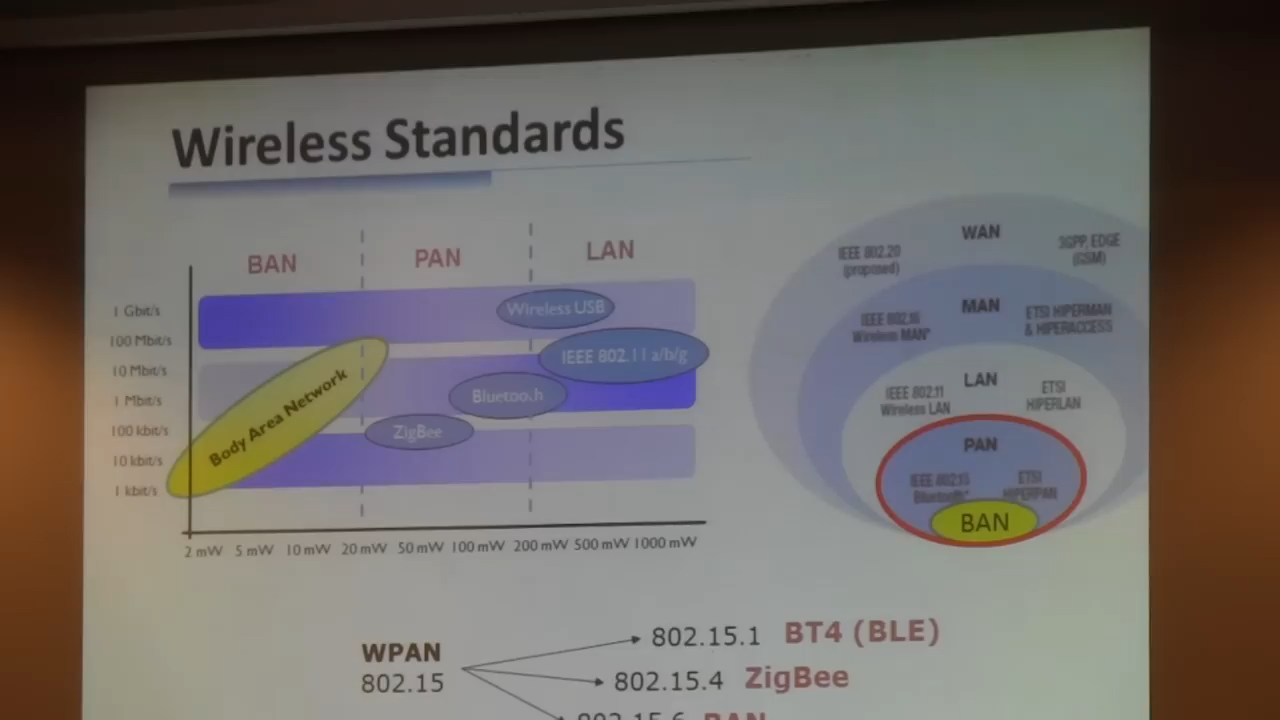 Wireless Standards
BAN
PAN
LAN
1 Gbit/s
100 Mbit/s
10 Mbit/s
1 Mbit/s
100 kbit/s
10 kbit/s
1 kbit/s
Wireless USB
IEEE 802.11 a/b/g
Bluetooth
ZigBee
Body Area Network
2 mW 5 mW 10 mW 20 mW 50 mW 100 mW 200 mW 500 mW 1000 mW
WAN
IEEE 802.20
(proposed)
3GPP, EDGE
(GSM)
MAN
IEEE 802.16
Wireless MAN*
ETSI HIPERMAN
& HIPERACCESS
LAN
IEEE 802.11
Wireless LAN
ETSI
HIPERLAN
PAN
IEEE 802.15
Bluetooth*
ETSI
HIPERPAN
BAN
WPAN
802.15
802.15.1 BT4 (BLE)
802.15.4 ZigBee
802.15.6 BAN